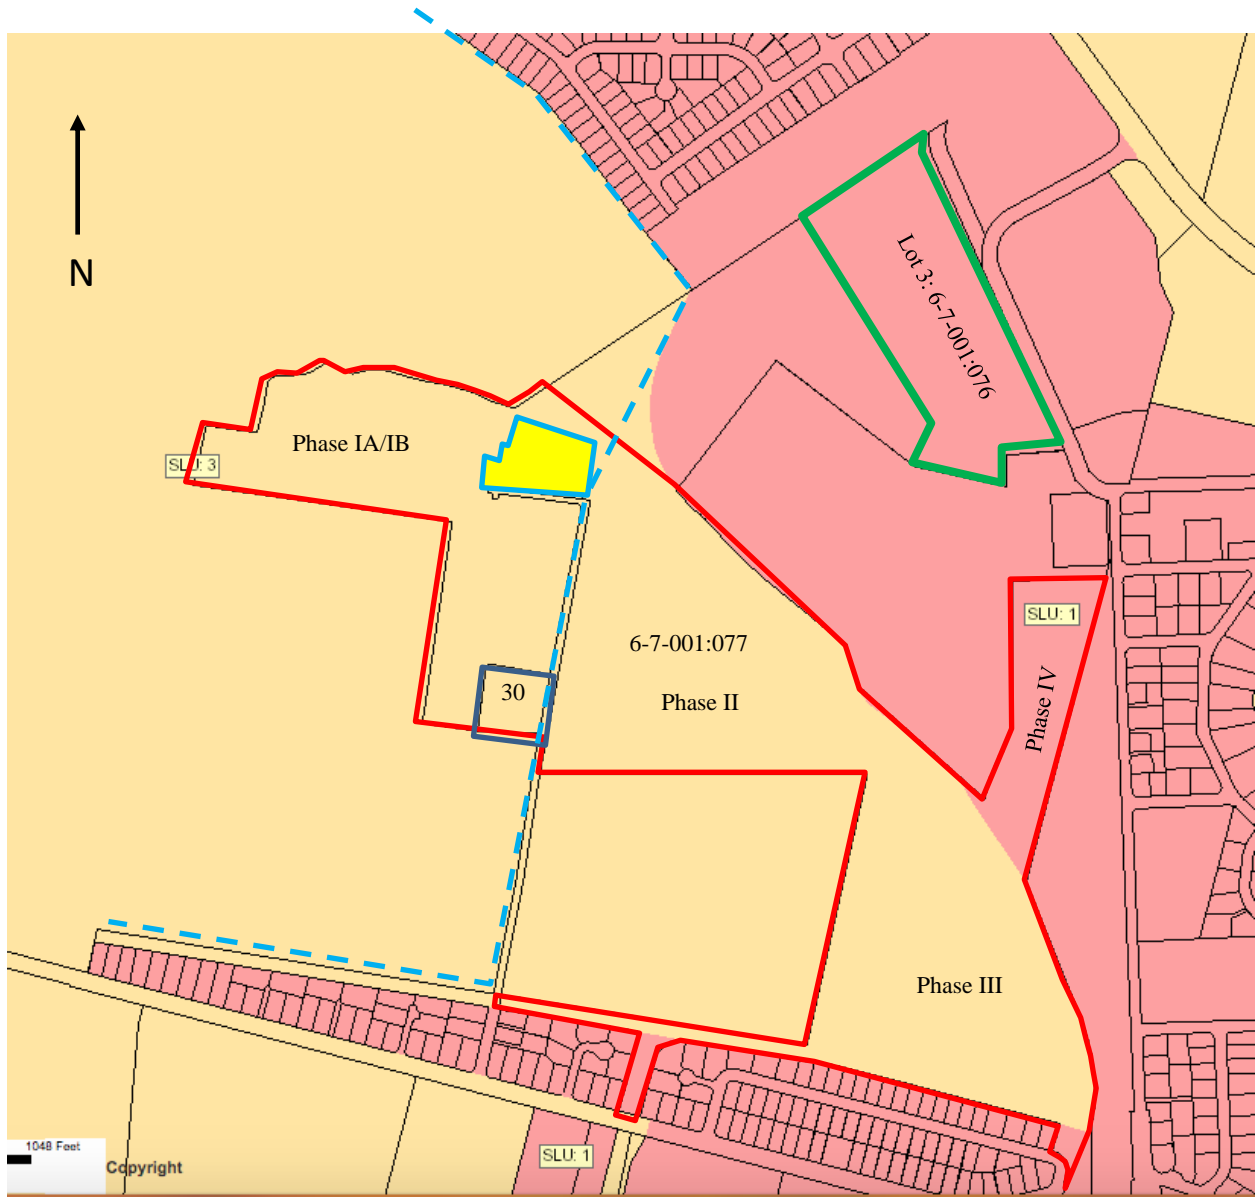 N
Lot 3: 6-7-001:076
Phase IA/IB
SLU: 3
SLU: 1
6-7-001:077
30
Phase II
Phase IV
Phase III
1048 Feet
SLU: 1
Copyright